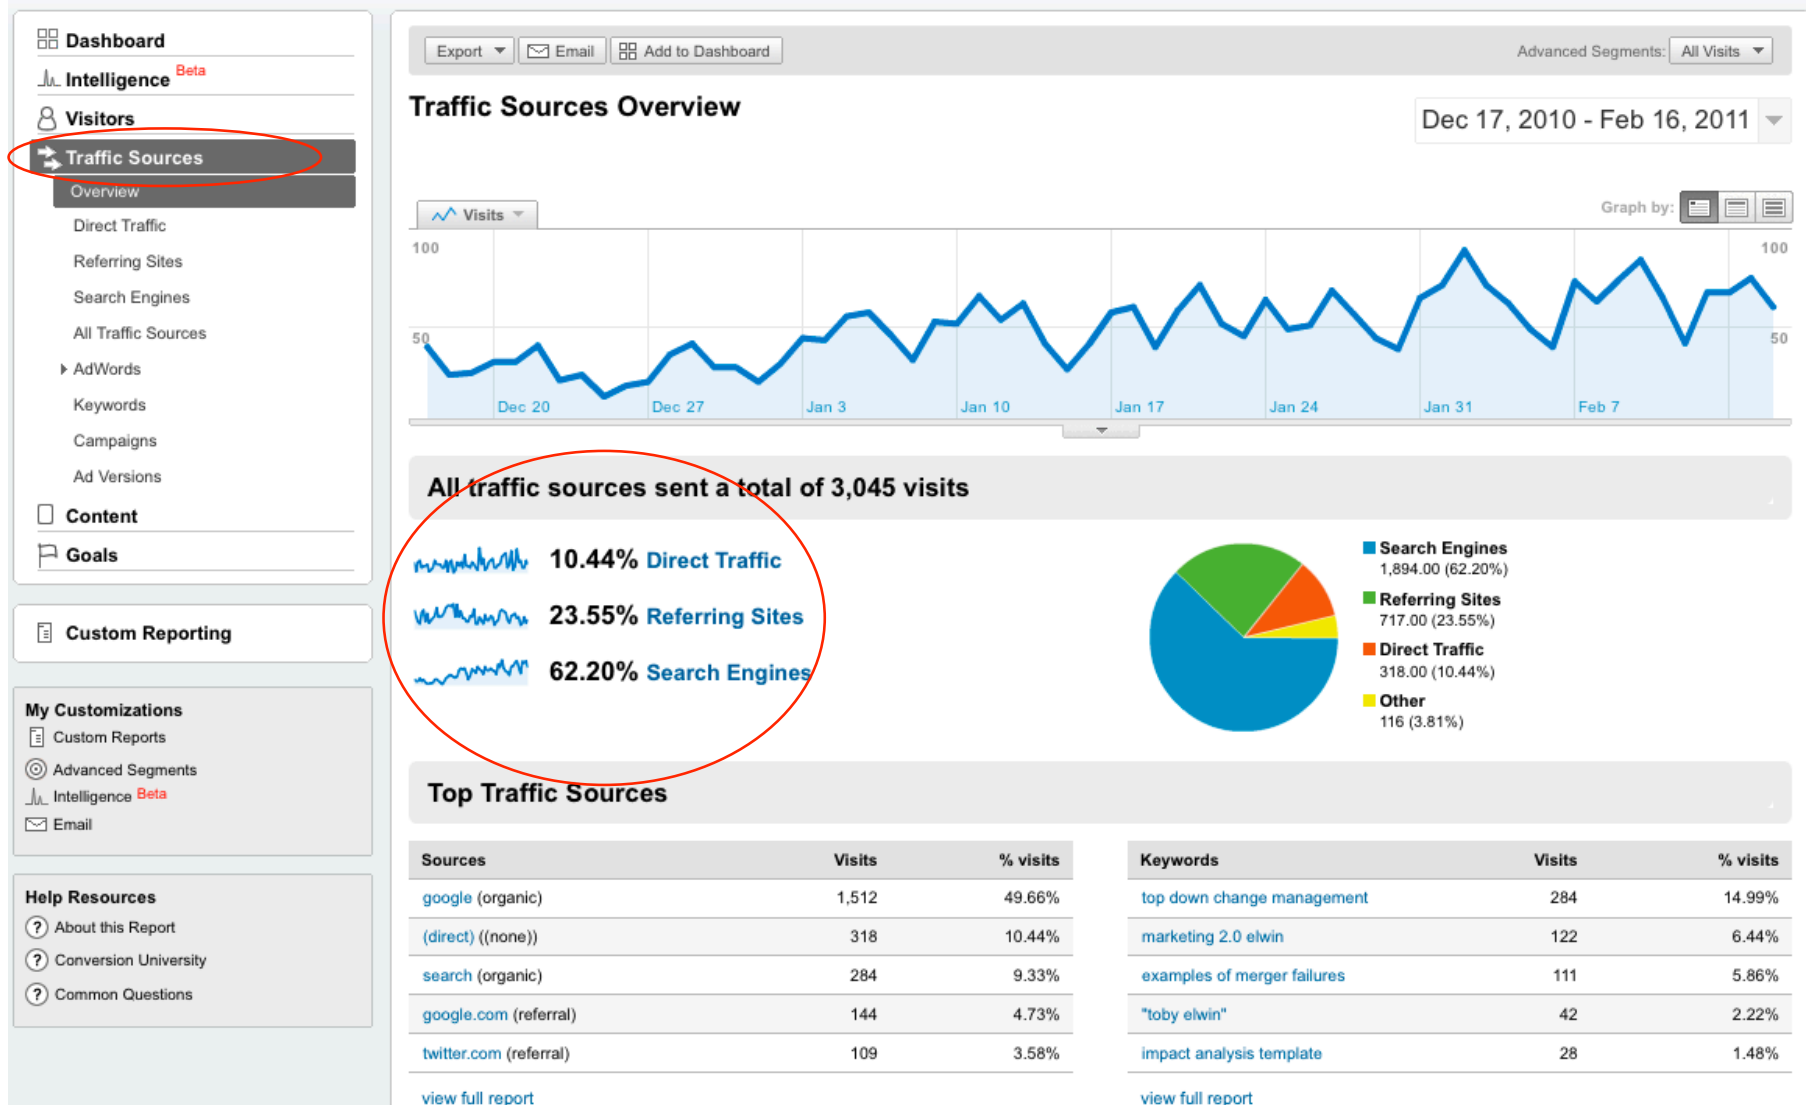 Dashboard
Intelligence Beta
Visitors
Traffic Sources
Overview
Direct Traffic
Referring Sites
Search Engines
All Traffic Sources
AdWords
Keywords
Campaigns
Ad Versions
Content
Goals
Custom Reporting
My Customizations
Custom Reports
Advanced Segments
Intelligence Beta
Email
Help Resources
? About this Report
? Conversion University
? Common Questions
Export Email Add to Dashboard
Advanced Segments: All Visits
Traffic Sources Overview
Dec 17, 2010 - Feb 16, 2011
Visits
Graph by:
100 100
50 50
Dec 20 Dec 27 Jan 3 Jan 10 Jan 17 Jan 24 Jan 31 Feb 7
All traffic sources sent a total of 3,045 visits
10.44% Direct Traffic
23.55% Referring Sites
62.20% Search Engines
Search Engines
1,894.00 (62.20%)
Referring Sites
717.00 (23.55%)
Direct Traffic
318.00 (10.44%)
Other
116 (3.81%)
Top Traffic Sources
Sources Visits % visits
google (organic) 1,512 49.66%
(direct) ((none)) 318 10.44%
search (organic) 284 9.33%
google.com (referral) 144 4.73%
twitter.com (referral) 109 3.58%
view full report
Keywords Visits % visits
top down change management 284 14.99%
marketing 2.0 elwin 122 6.44%
examples of merger failures 111 5.86%
"toby elwin" 42 2.22%
impact analysis template 28 1.48%
view full report